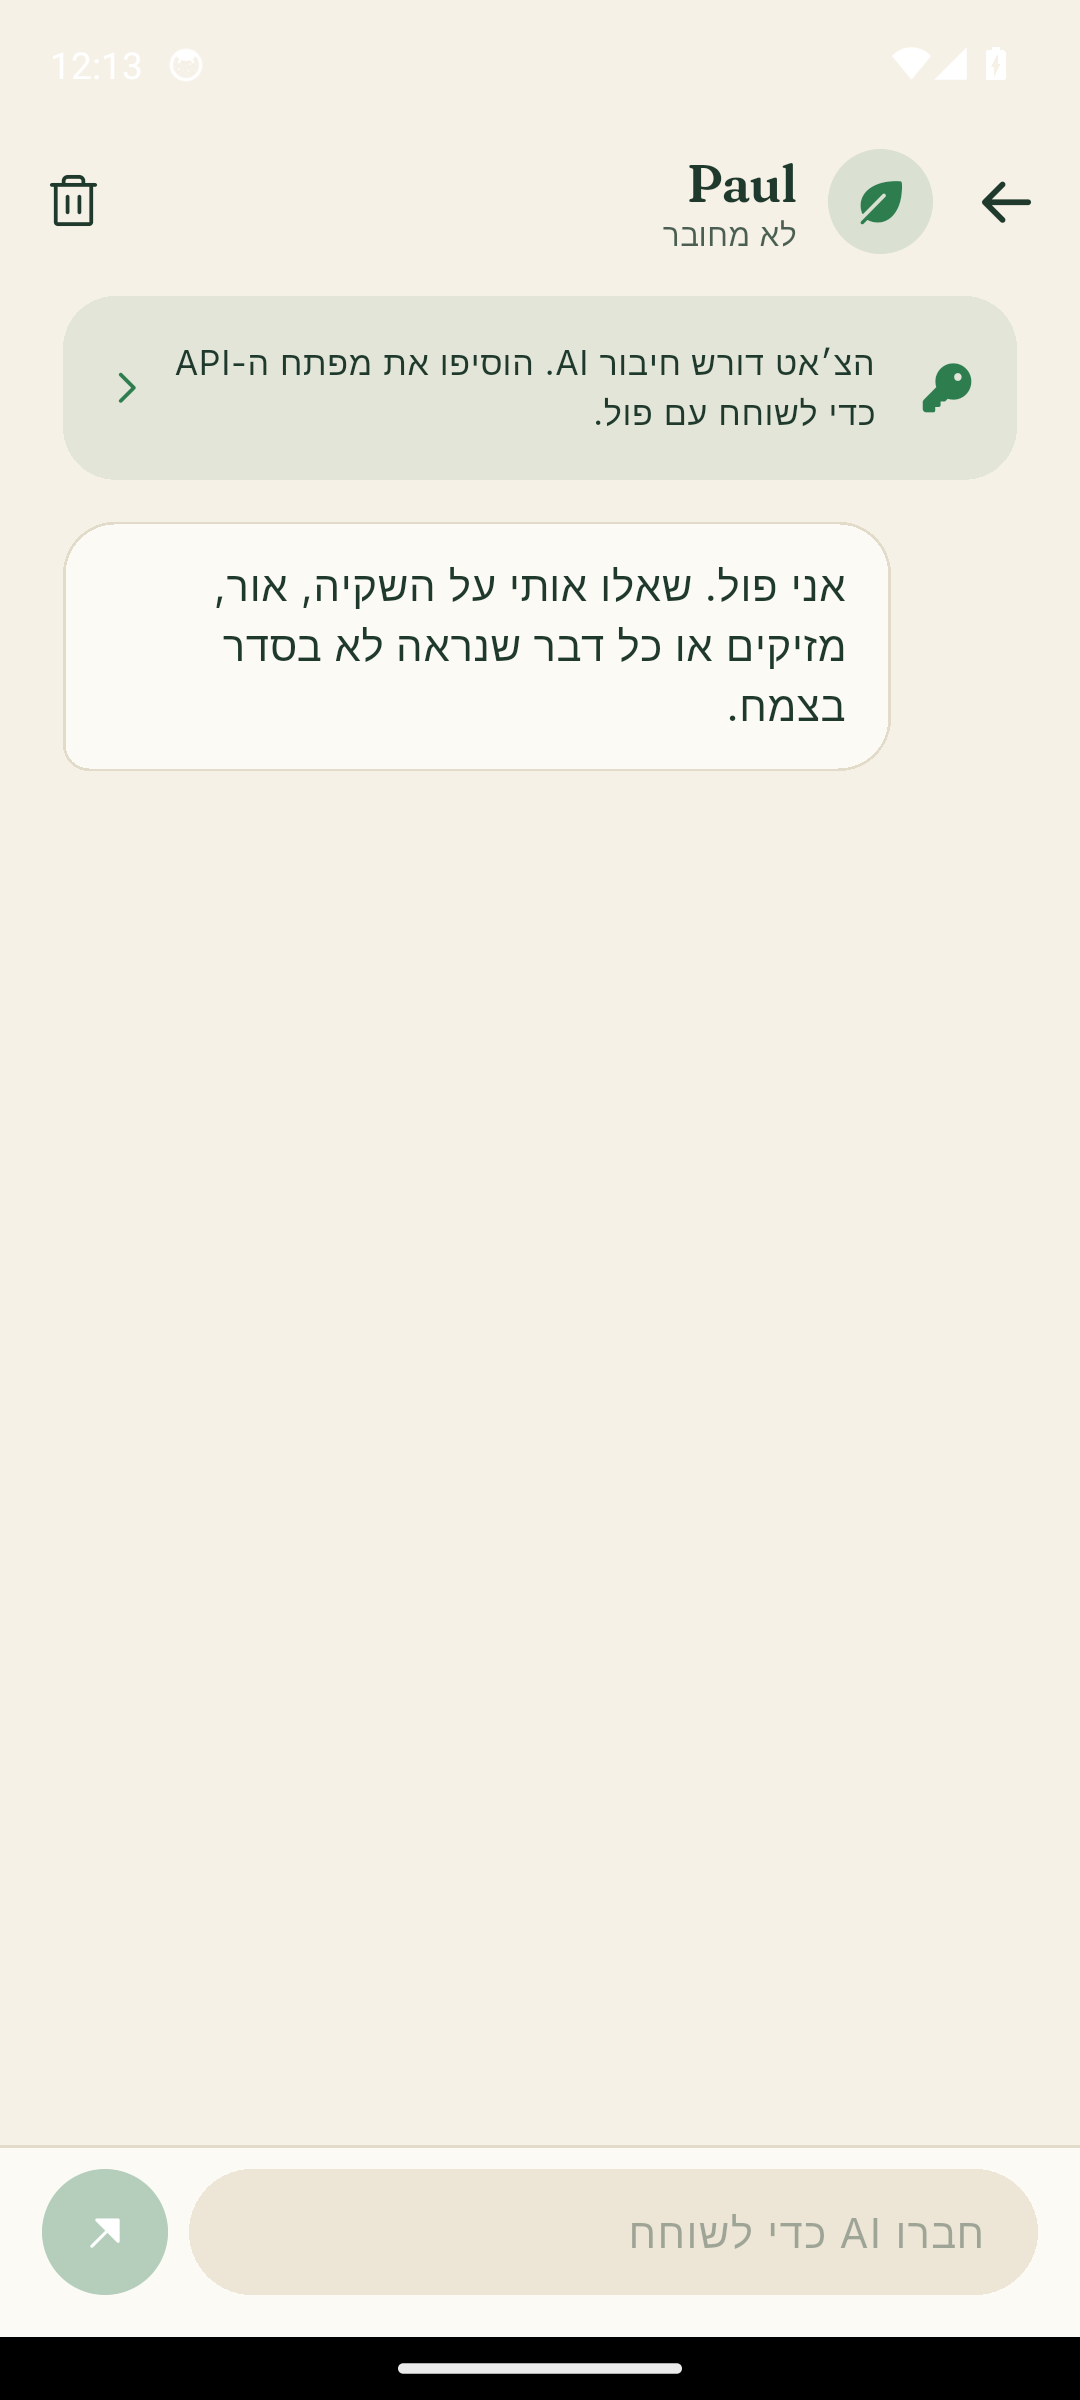 12:13
Paul
לא מחובר
הצ׳אט דורש חיבור AI. הוסיפו את מפתח ה-API
כדי לשוחח עם פול.
אני פול. שאלו אותי על השקיה, אור,
מזיקים או כל דבר שנראה לא בסדר
בצמח.
חברו AI כדי לשוחח